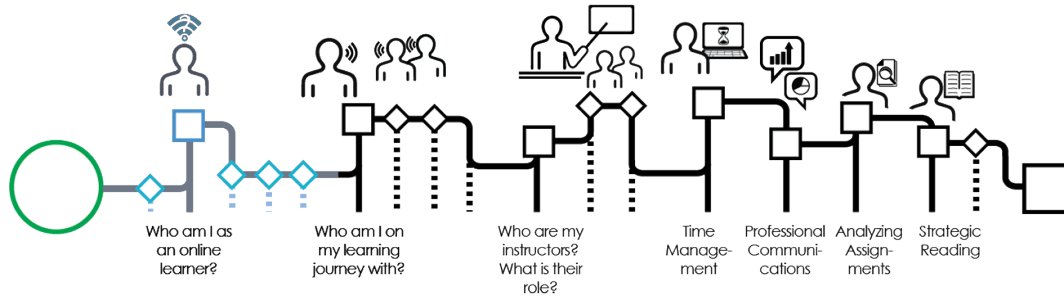 Who am I as
an online
learner?
Who am I on
my learning
journey with?
Who are my
instructors?
What is their
role?
Time
Manage-
ment
Professional
Communi-
cations
Analyzing
Assign-
ments
Strategic
Reading